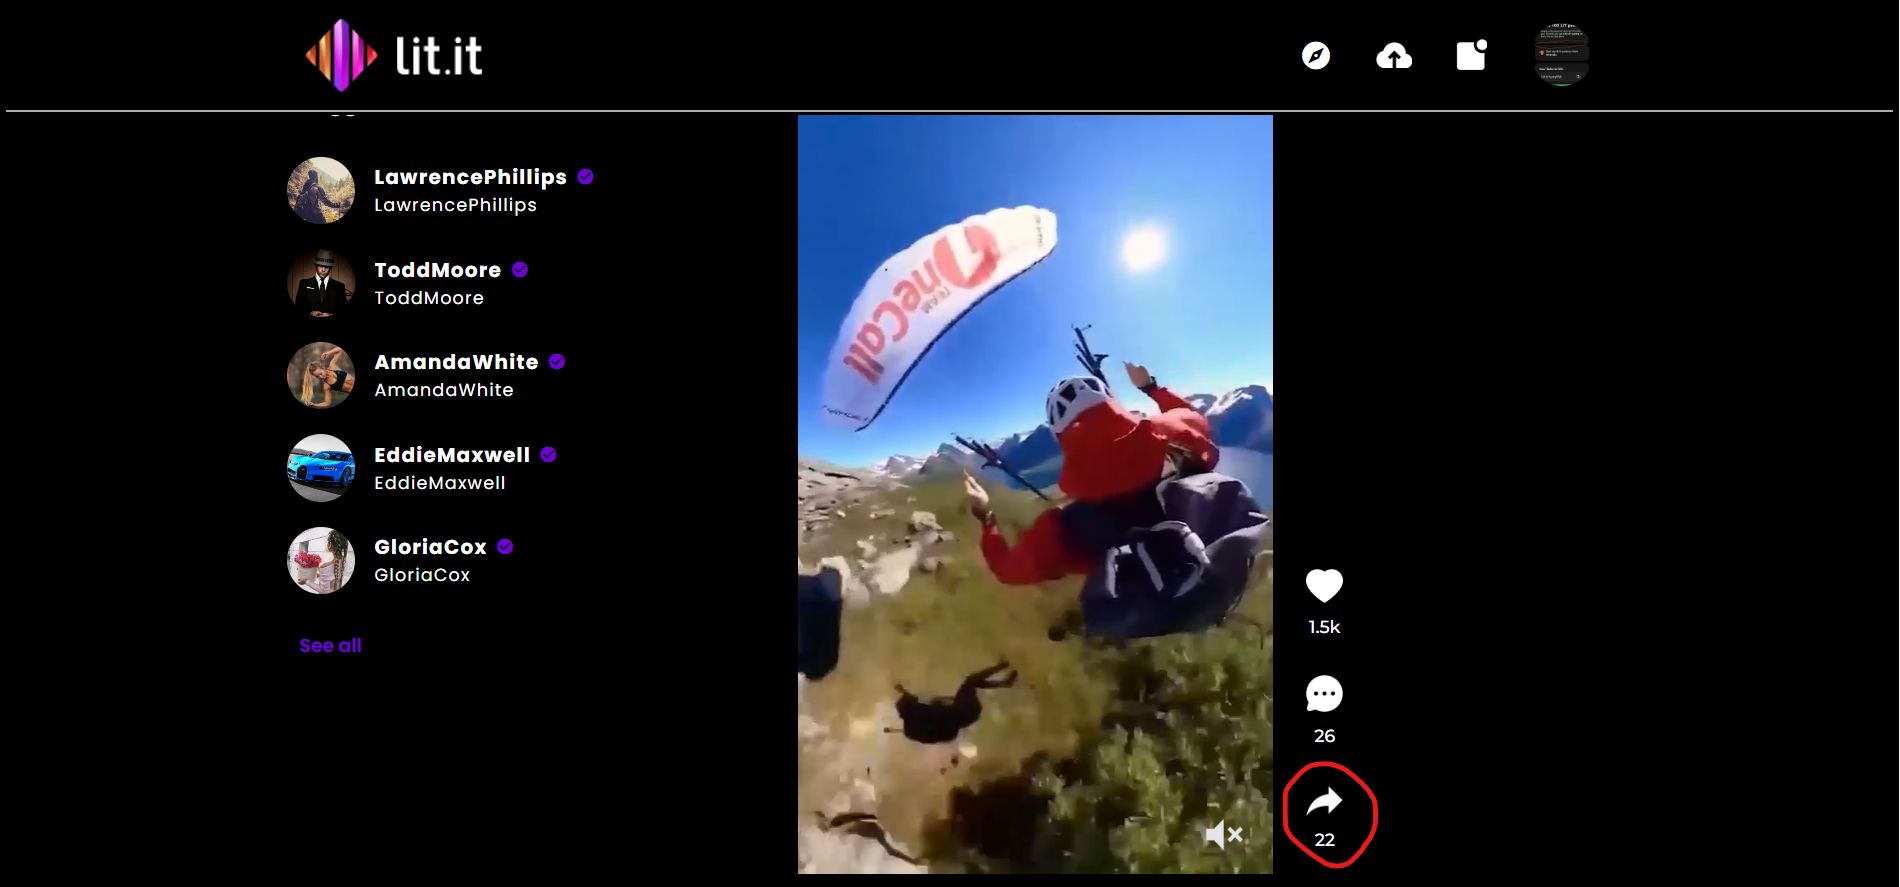 lit.it
LawrencePhillips
LawrencePhillips
ToddMoore
ToddMoore
AmandaWhite
AmandaWhite
EddieMaxwell
EddieMaxwell
GloriaCox
GloriaCox
See all
OneCall
TEAM
1.5k
26
22